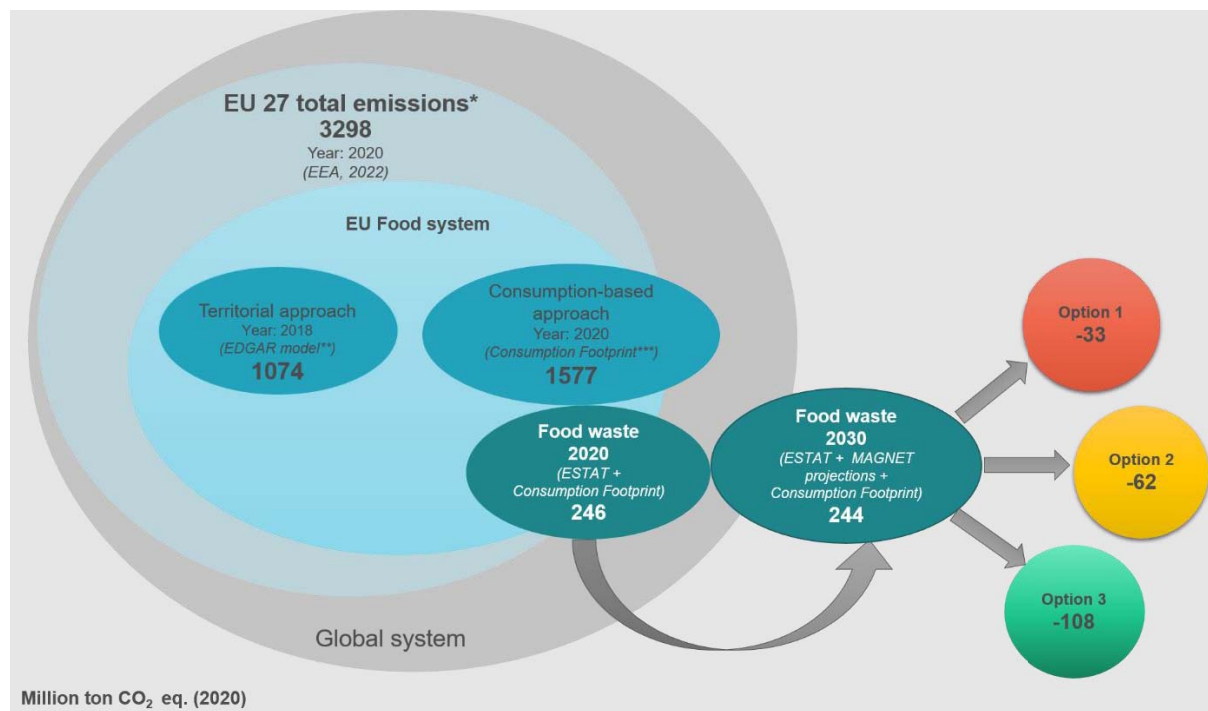 EU 27 total emissions*
3298
Year: 2020
(EEA, 2022)
EU Food system
Territorial approach
Year: 2018
(EDGAR model**)
1074
Consumption-based
approach
Year: 2020
(Consumption Footprint***)
1577
Food waste
2020
(ESTAT +
Consumption Footprint)
246
Food waste
2030
(ESTAT + MAGNET
projections +
Consumption Footprint)
244
Option 1
-33
Option 2
-62
Option 3
-108
Global system
Million ton CO₂ eq. (2020)